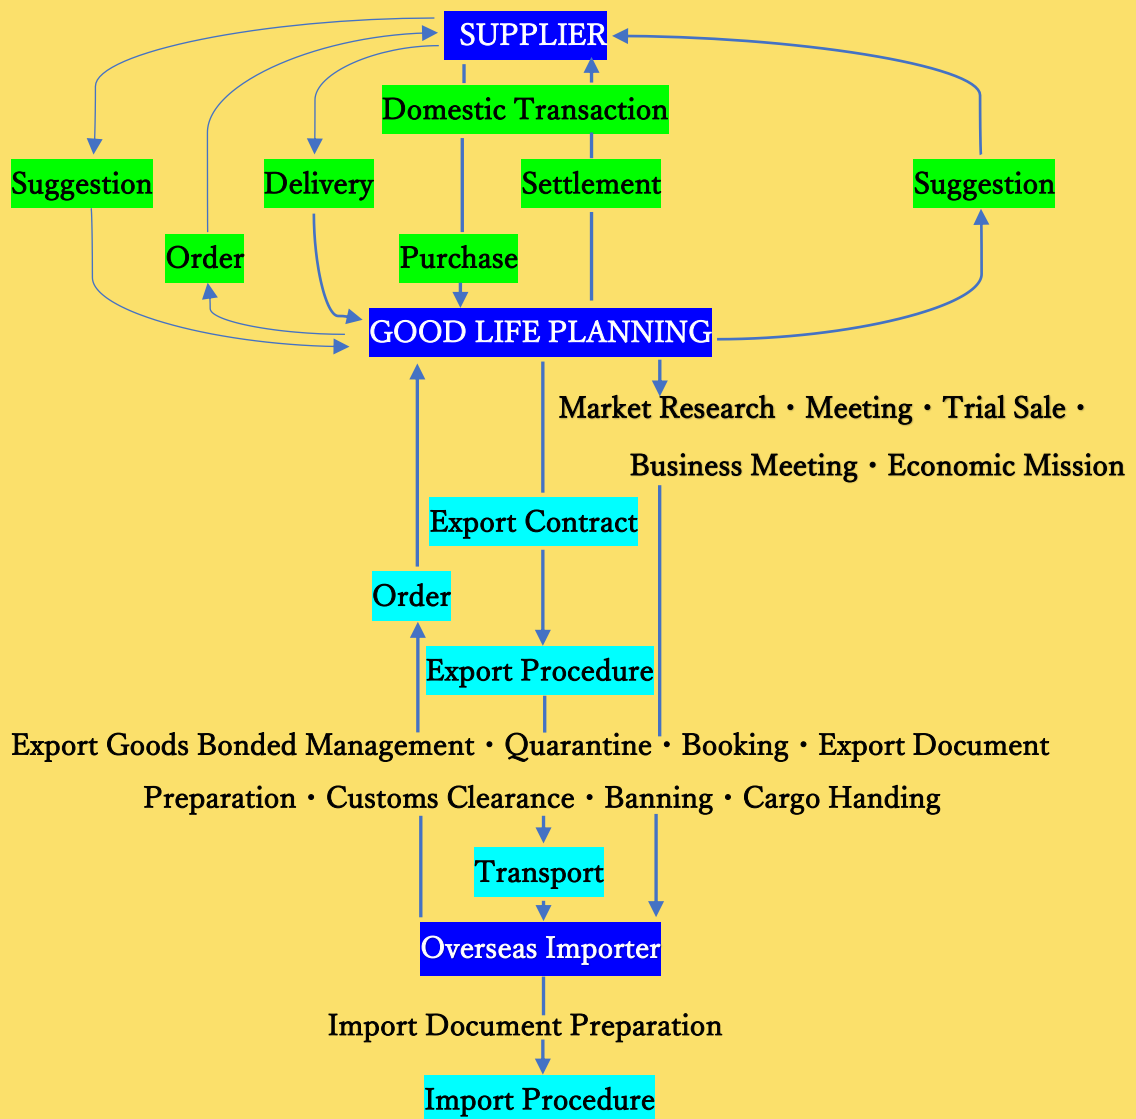 SUPPLIER
Domestic Transaction
Suggestion
Delivery
Settlement
Suggestion
Order
Purchase
GOOD LIFE PLANNING
Market Research・Meeting・Trial Sale・
Business Meeting・Economic Mission
Export Contract
Order
Export Procedure
Export Goods Bonded Management・Quarantine・Booking・Export Document
Preparation・Customs Clearance・Banning・Cargo Handing
Transport
Overseas Importer
Import Document Preparation
Import Procedure